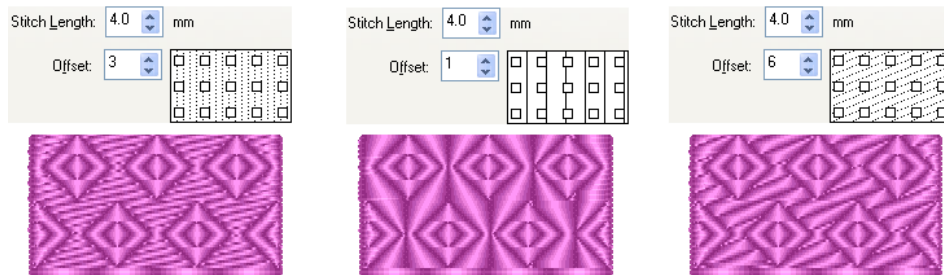 Stitch Length: 4.0 mm
Offset: 3
Stitch Length: 4.0 mm
Offset: 1
Stitch Length: 4.0 mm
Offset: 6